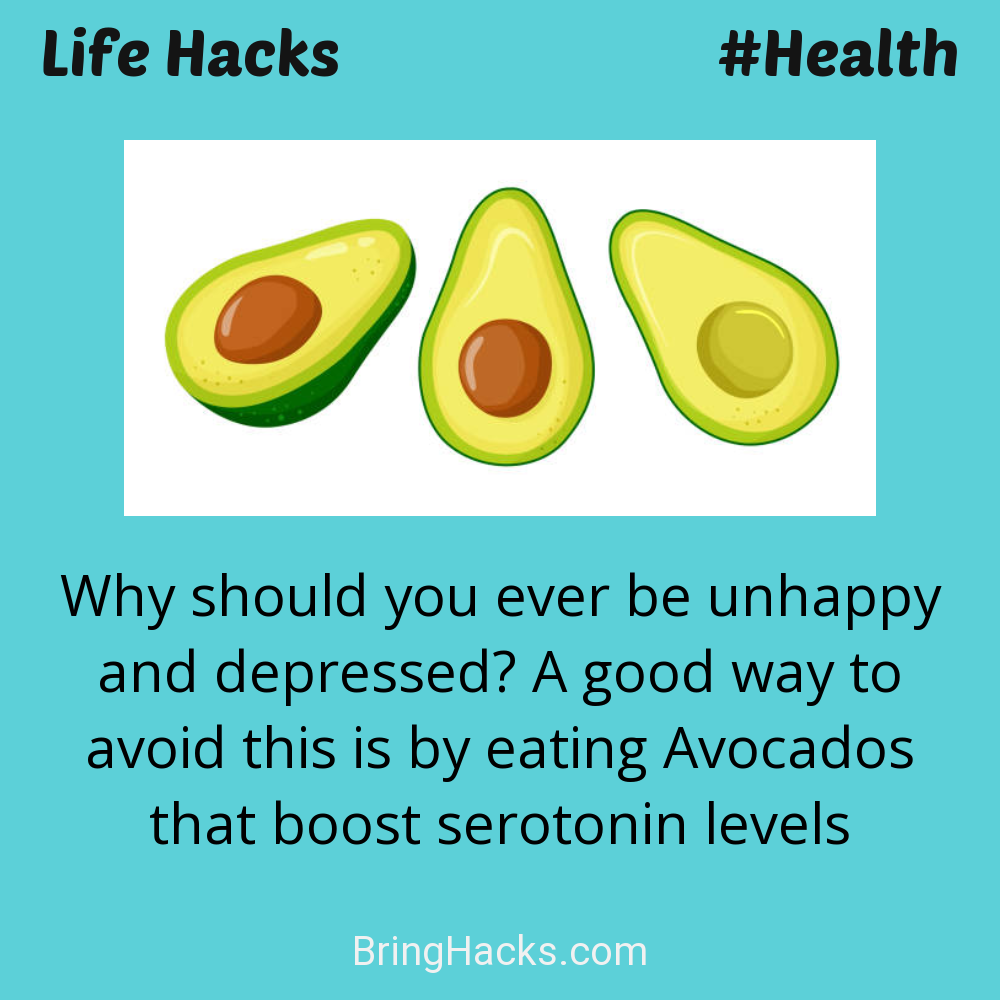 Life Hacks
#Health
Why should you ever be unhappy
and depressed? A good way to
avoid this is by eating Avocados
that boost serotonin levels
BringHacks.com